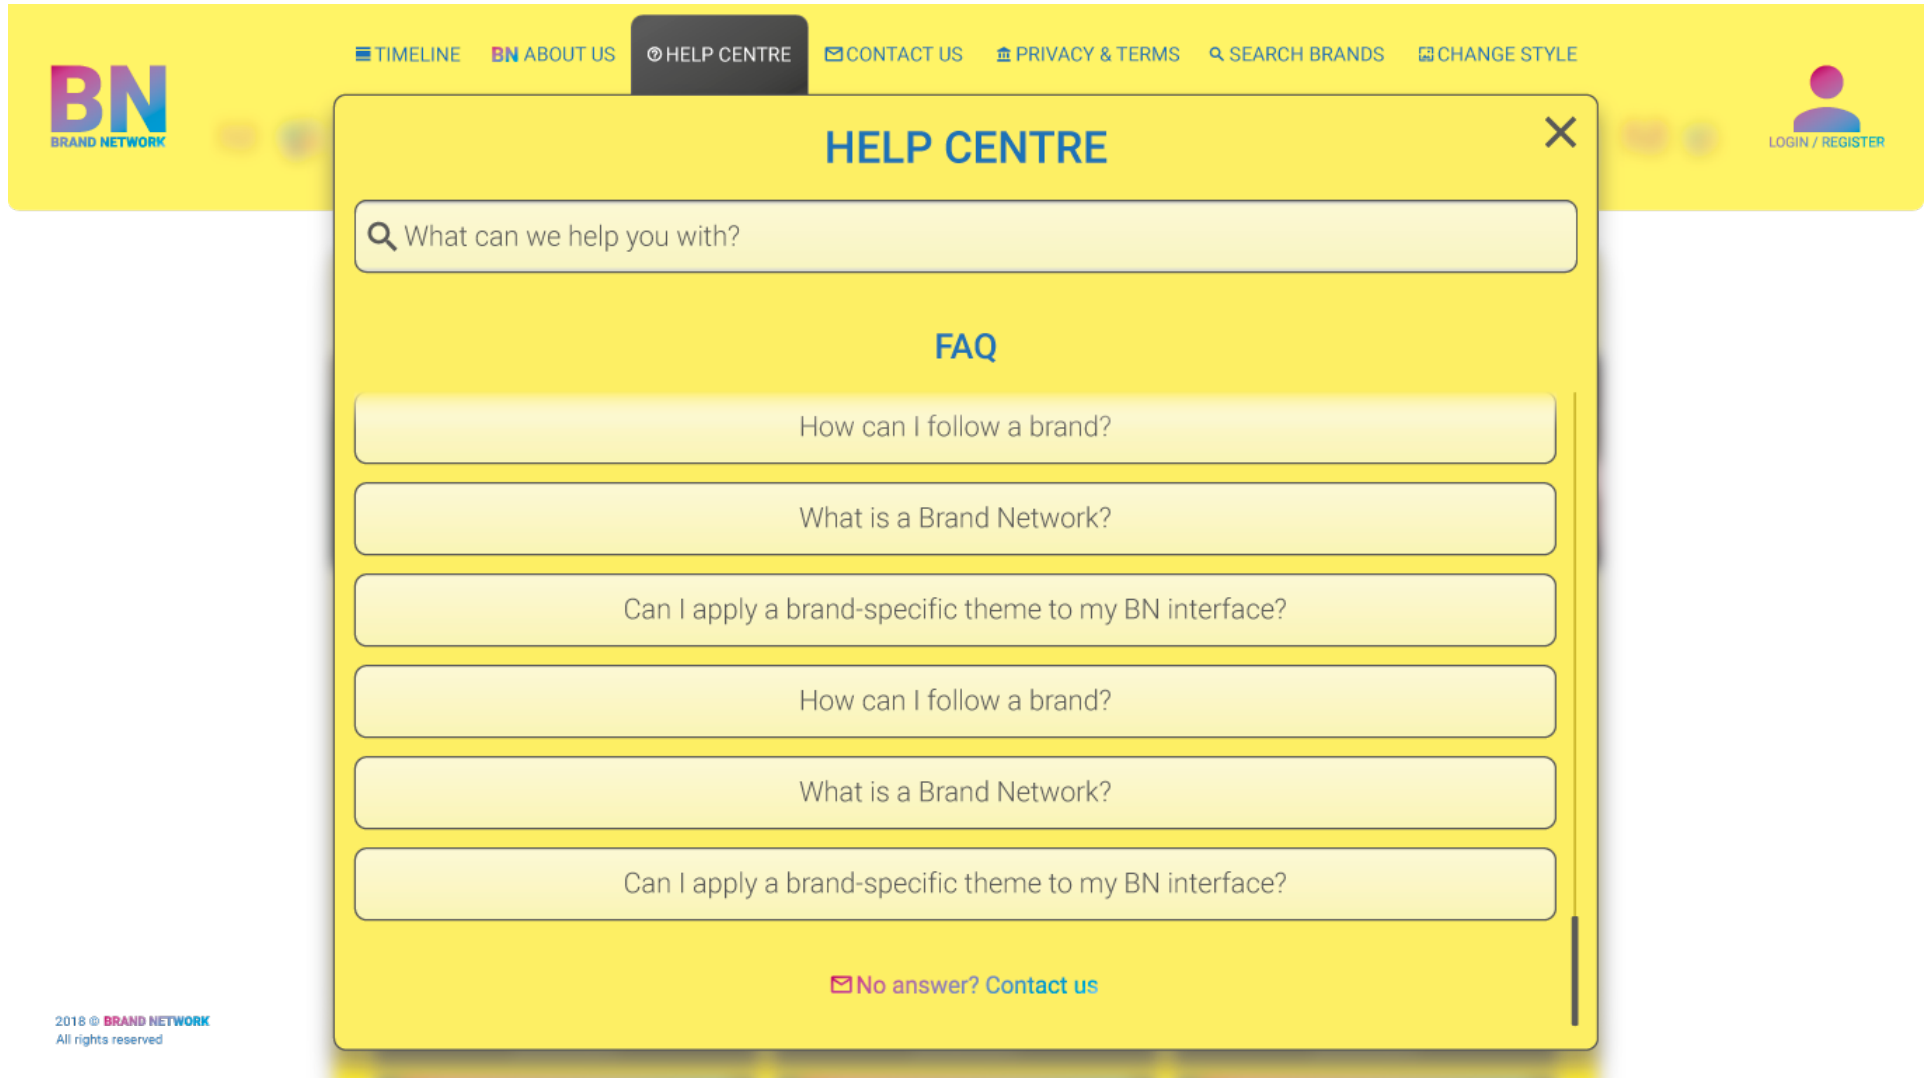 TIMELINE BN ABOUT US HELP CENTRE CONTACT US PRIVACY & TERMS SEARCH BRANDS CHANGE STYLE
BN
BRAND NETWORK
LOGIN / REGISTER
HELP CENTRE
What can we help you with?
FAQ
How can I follow a brand?
What is a Brand Network?
Can I apply a brand-specific theme to my BN interface?
How can I follow a brand?
What is a Brand Network?
Can I apply a brand-specific theme to my BN interface?
No answer? Contact us
2018 © BRAND NETWORK
All rights reserved